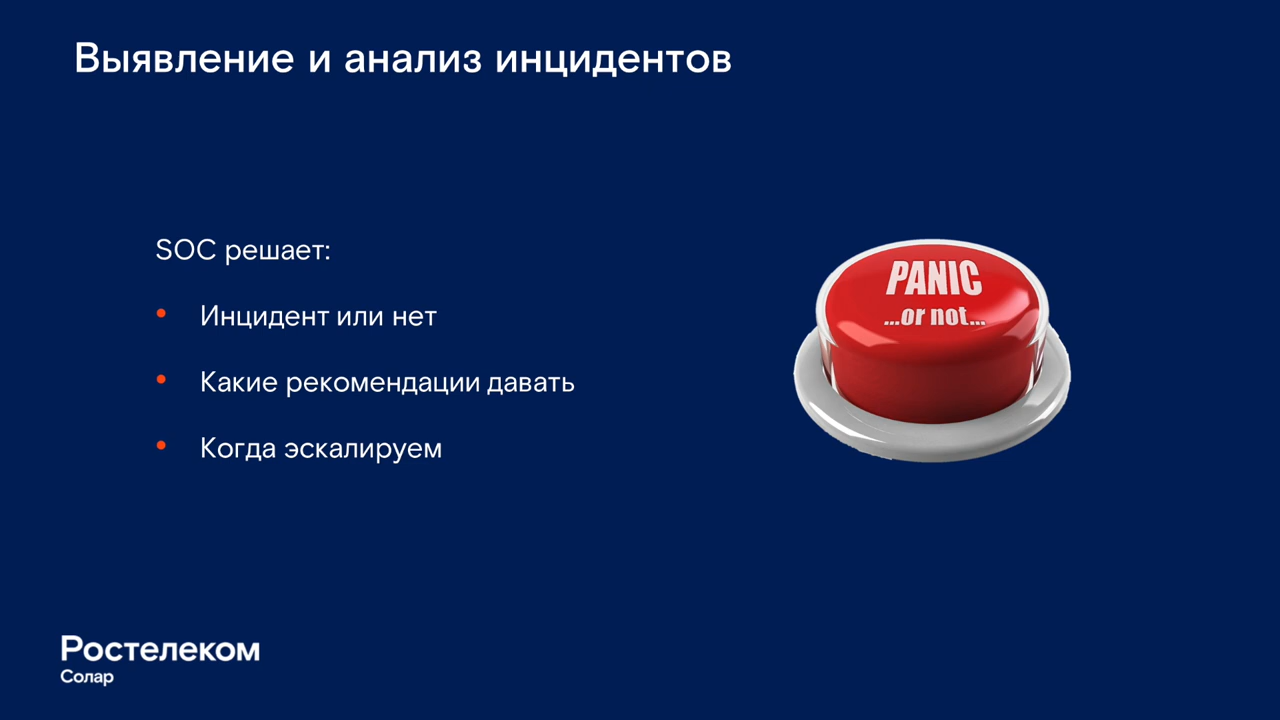 Выявление и анализ инцидентов
SOC решает:
Инцидент или нет
Какие рекомендации давать
Когда эскалируем
PANIC
...or not...
Ростелеком
Солар